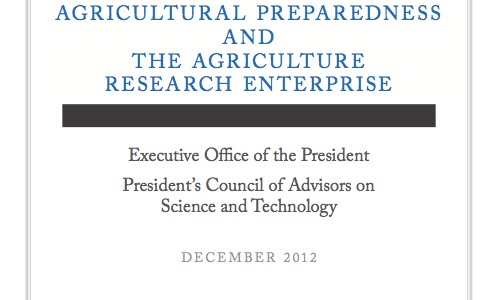 AGRICULTURAL PREPAREDNESS
AND
THE AGRICULTURE
RESEARCH ENTERPRISE
Executive Office of the President
President's Council of Advisors on
Science and Technology
DECEMBER 2012